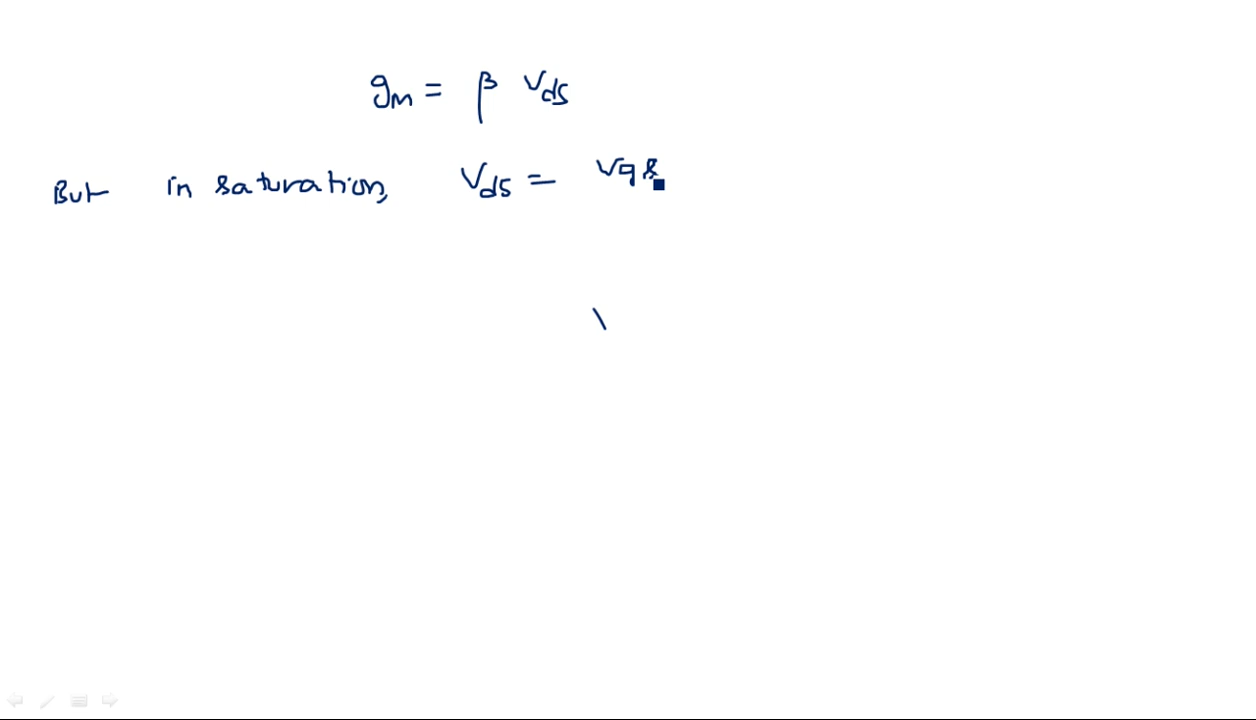 gm = β Vds
But in saturation, Vds = Vgs